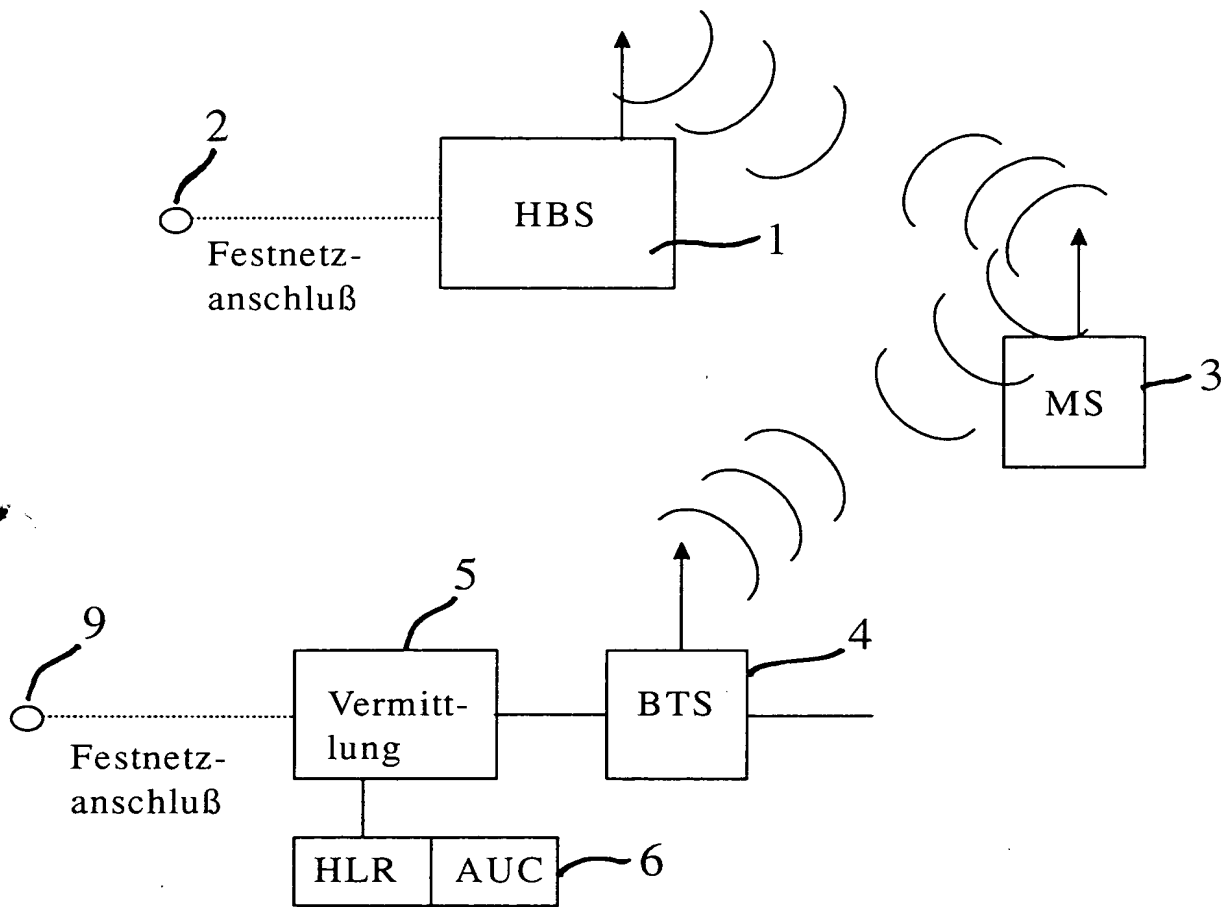 2
HBS
1
Festnetz-
anschluß
3
MS
5
9
4
Vermitt-
lung
BTS
Festnetz-
anschluß
HLR AUC
6